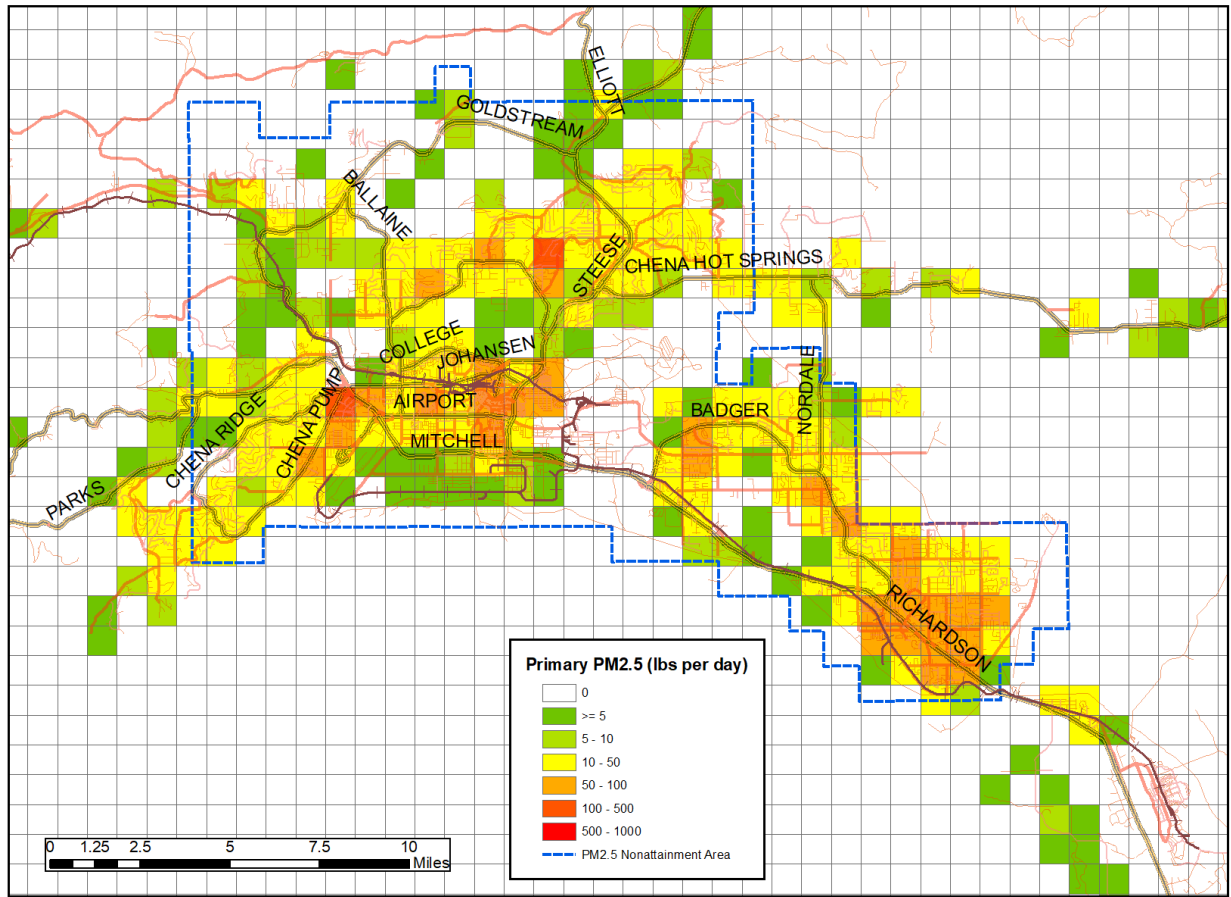 ELLIOTT
GOLDSTREAM
BALLAINE
STEESE
CHENA HOT SPRINGS
COLLEGE
JOHANSEN
NORDALE
CHENA PUMP
AIRPORT
BADGER
CHENA RIDGE
MITCHELL
PARKS
RICHARDSON
Primary PM2.5 (lbs per day)
0
>= 5
5 - 10
10 - 50
50 - 100
100 - 500
500 - 1000
PM2.5 Nonattainment Area
0 1.25 2.5 5 7.5 10
Miles